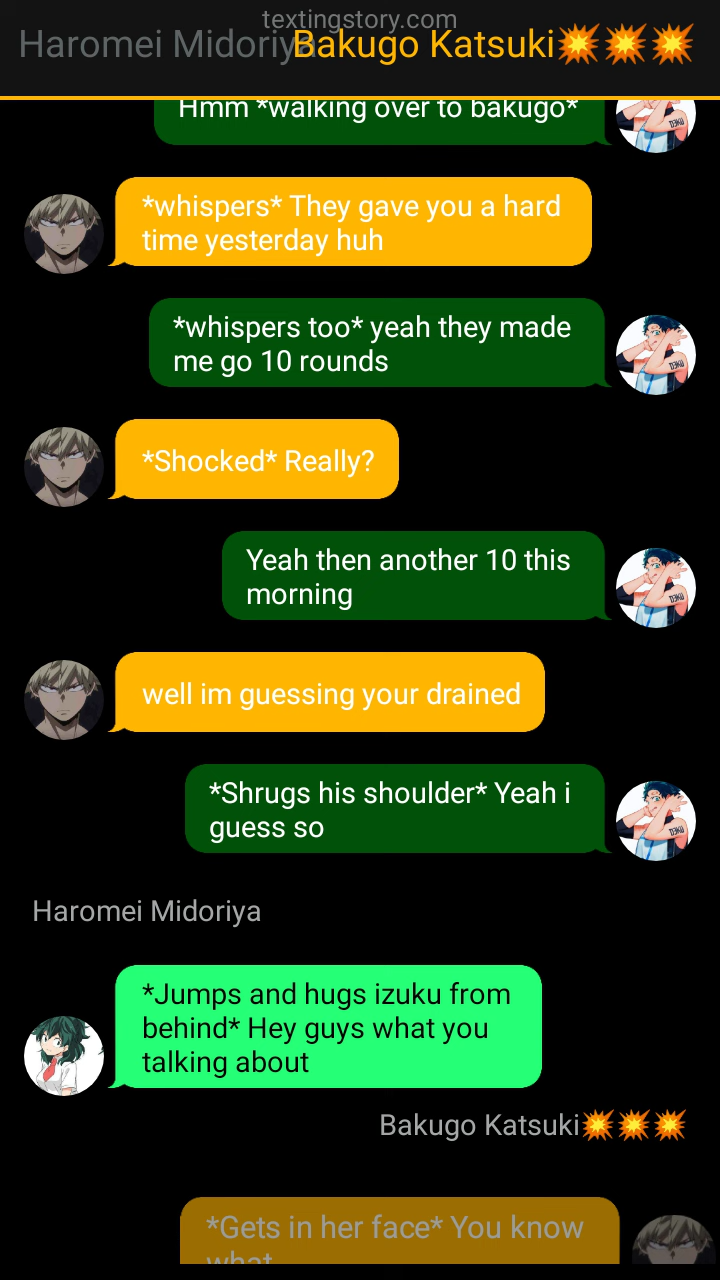 textingstory.com
Haromei Midoriya Bakugo Katsuki💥💥💥
Hmm *walking over to bakugo*
*whispers* They gave you a hard
time yesterday huh
*whispers too* yeah they made
me go 10 rounds
*Shocked* Really?
Yeah then another 10 this
morning
well im guessing your drained
*Shrugs his shoulder* Yeah i
guess so
Haromei Midoriya
*Jumps and hugs izuku from
behind* Hey guys what you
talking about
Bakugo Katsuki💥💥💥
*Gets in her face* You know
what